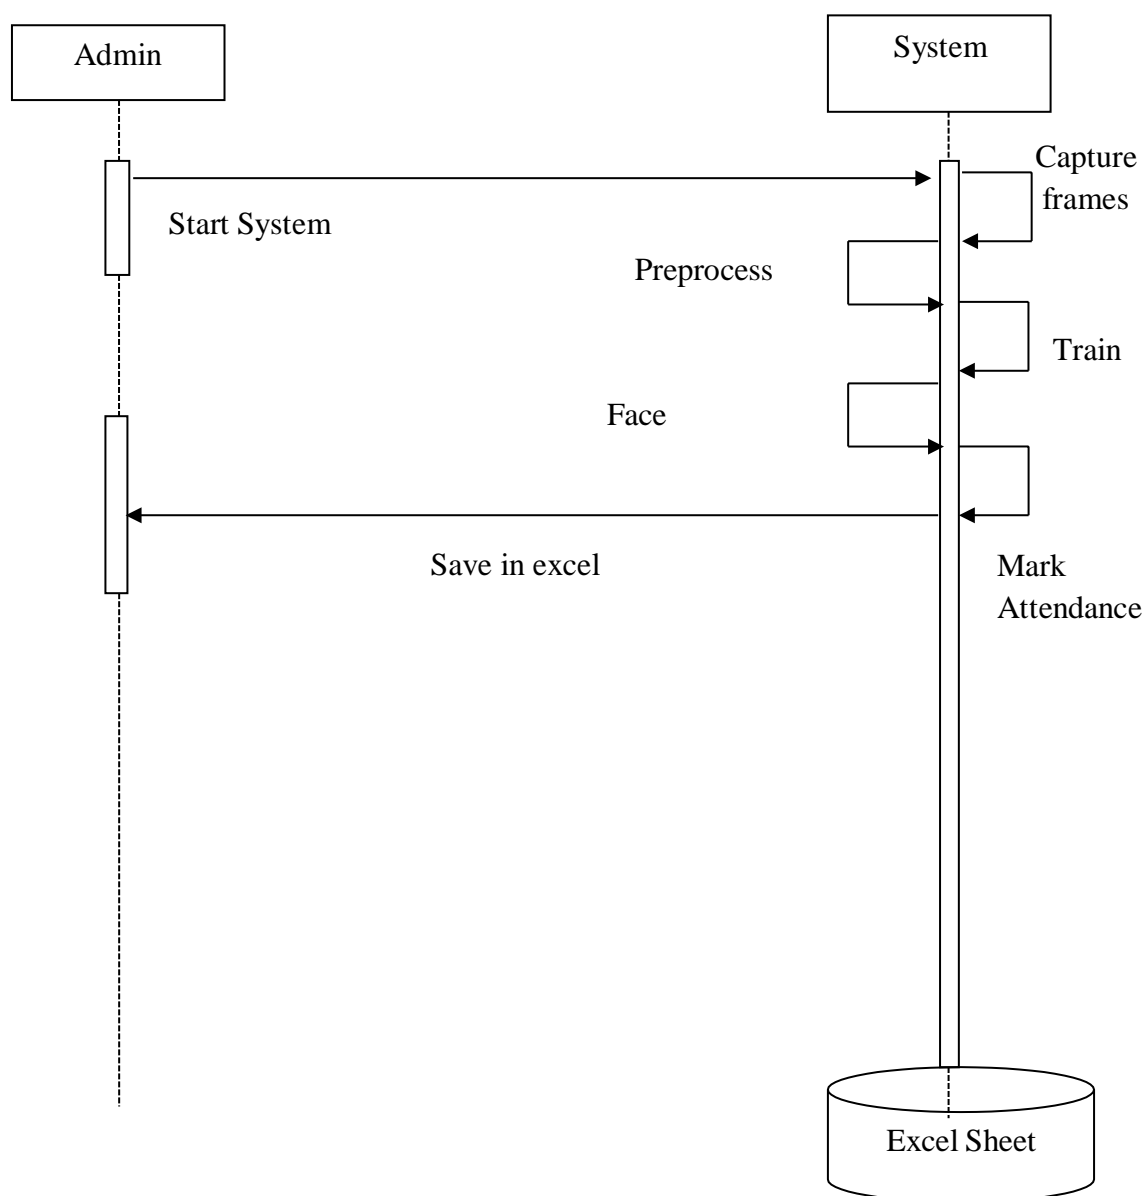 Admin
System
Capture
frames
Start System
Preprocess
Train
Face
Save in excel
Mark
Attendance
Excel Sheet